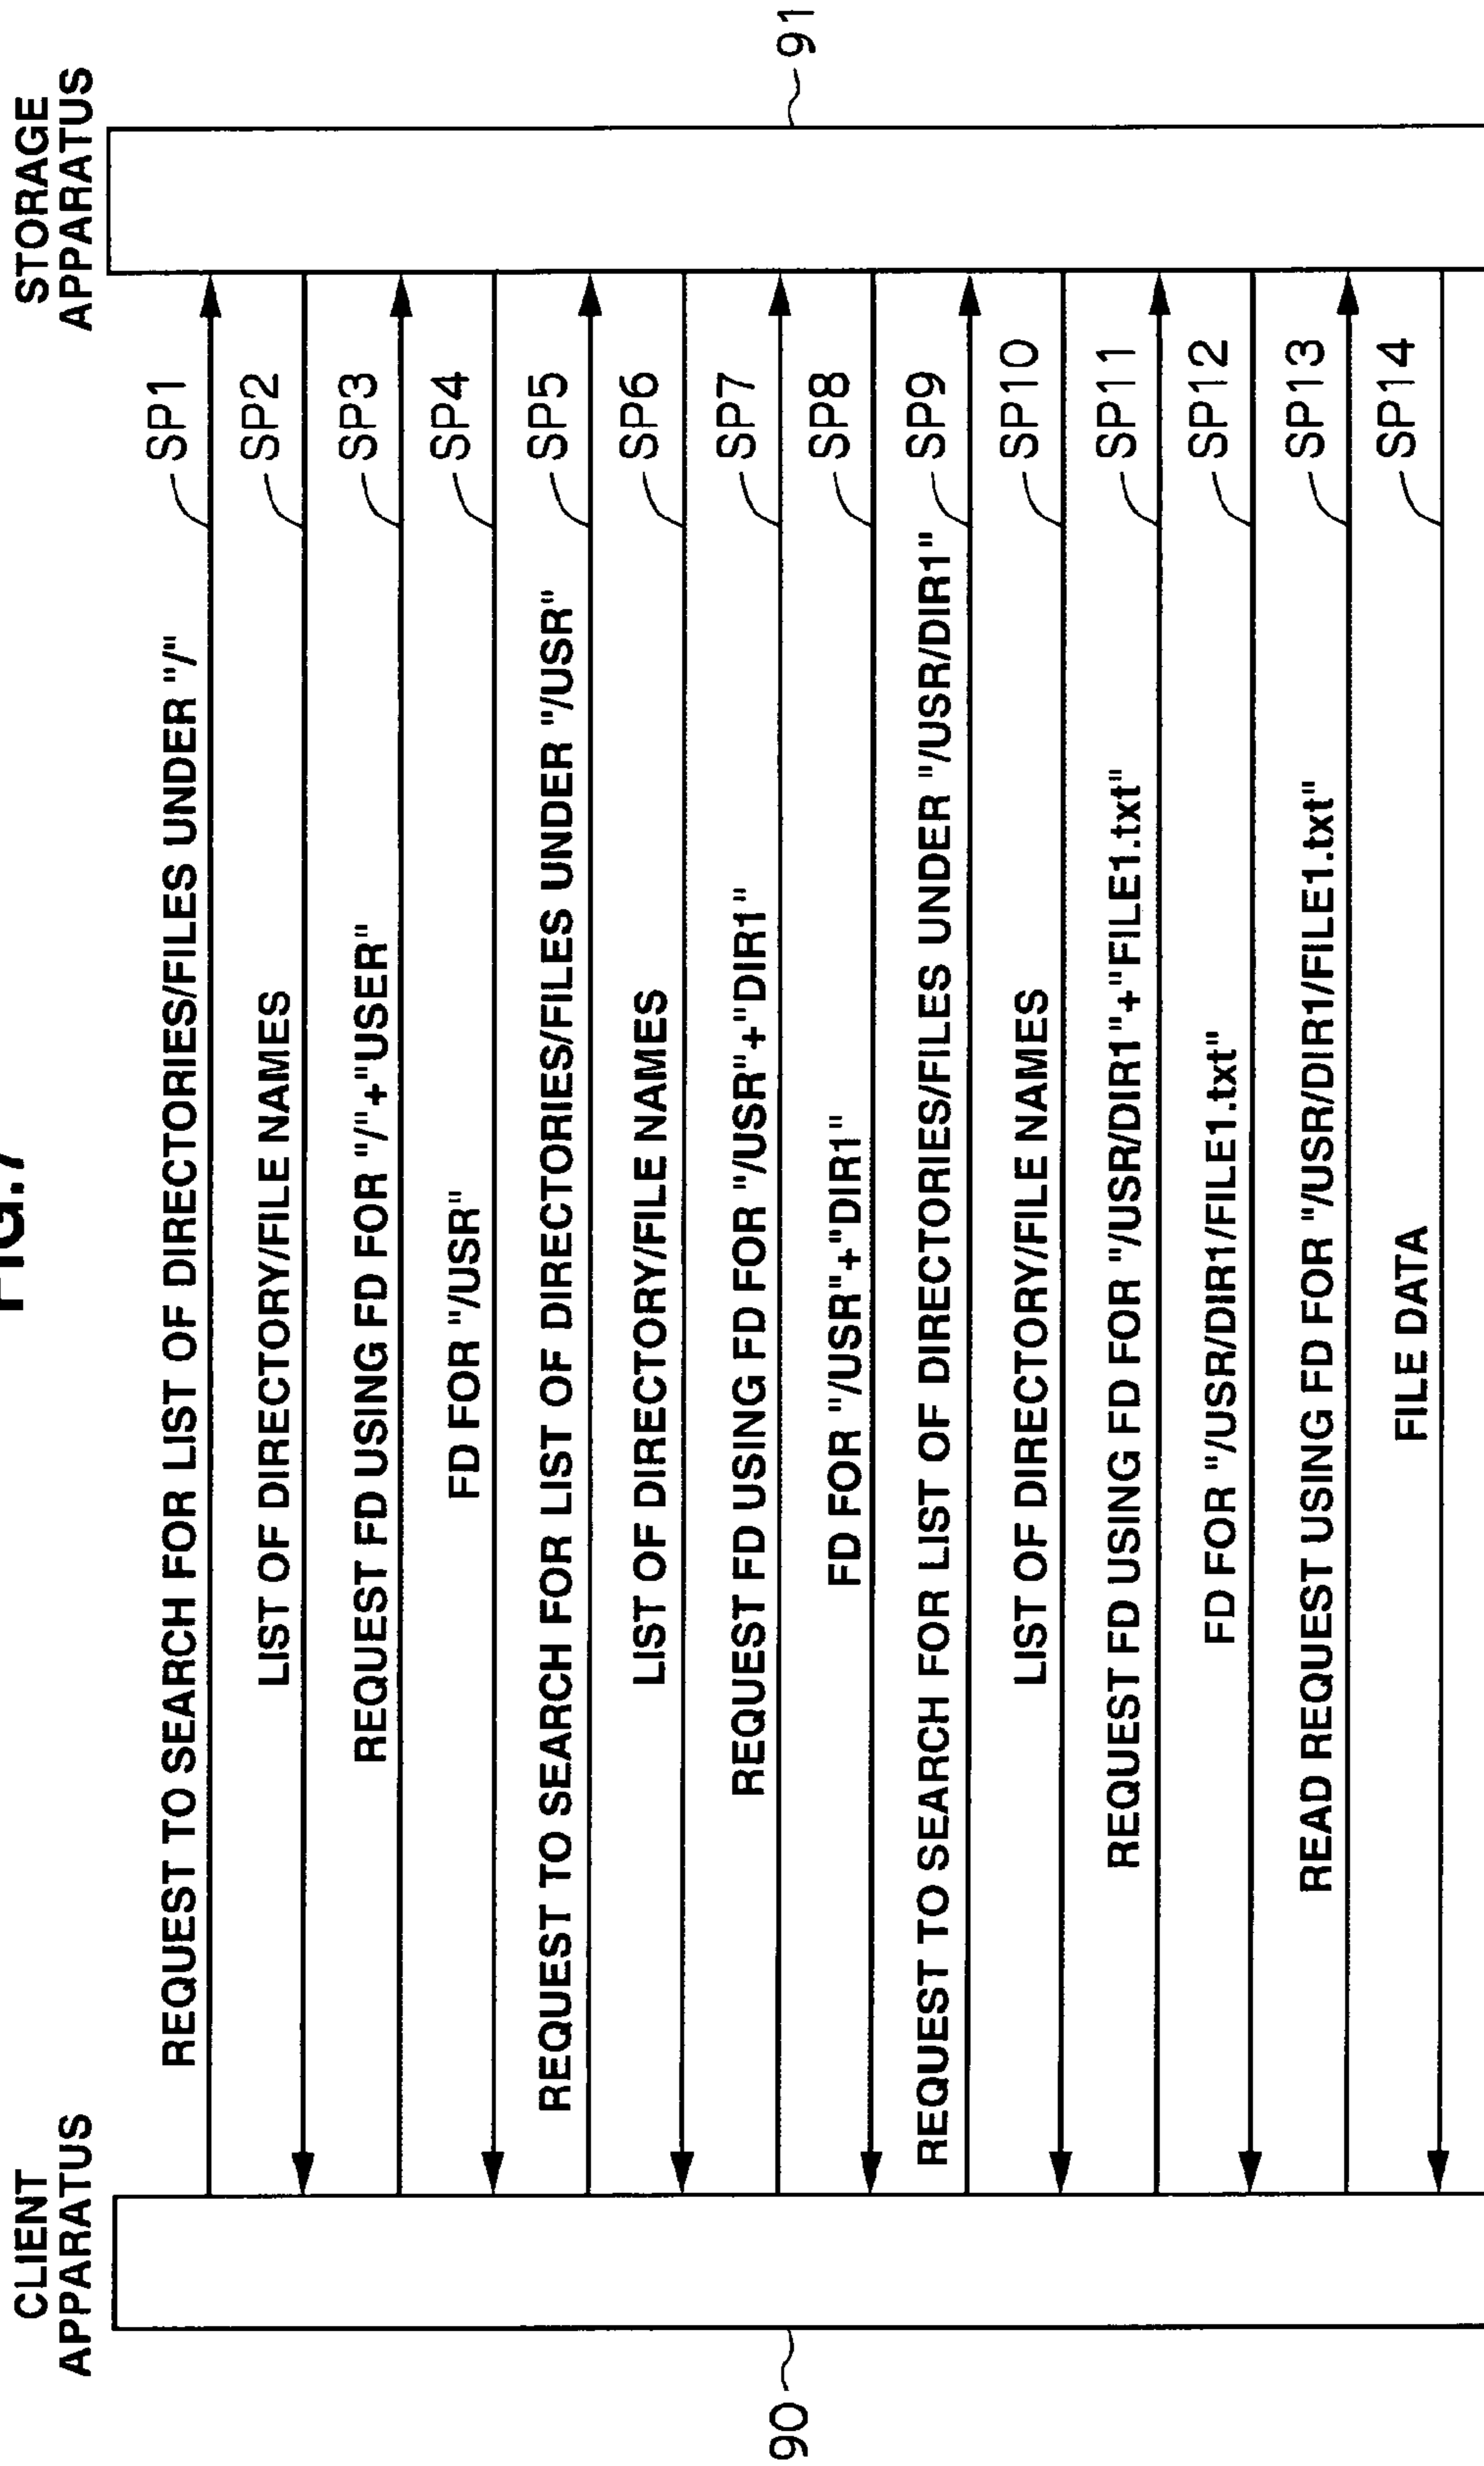 FIG.7
CLIENT
APPARATUS
STORAGE
APPARATUS
REQUEST TO SEARCH FOR LIST OF DIRECTORIES/FILES UNDER "/"
SP1
LIST OF DIRECTORY/FILE NAMES
SP2
REQUEST FD USING FD FOR "/"+"USER"
SP3
FD FOR "/USR"
SP4
REQUEST TO SEARCH FOR LIST OF DIRECTORIES/FILES UNDER "/USR"
SP5
LIST OF DIRECTORY/FILE NAMES
SP6
REQUEST FD USING FD FOR "/USR"+"DIR1"
SP7
FD FOR "/USR"+"DIR1"
SP8
REQUEST TO SEARCH FOR LIST OF DIRECTORIES/FILES UNDER "/USR/DIR1"
SP9
LIST OF DIRECTORY/FILE NAMES
SP10
REQUEST FD USING FD FOR "/USR/DIR1"+"FILE1.txt"
SP11
FD FOR "/USR/DIR1/FILE1.txt"
SP12
READ REQUEST USING FD FOR "/USR/DIR1/FILE1.txt"
SP13
FILE DATA
SP14
90
91